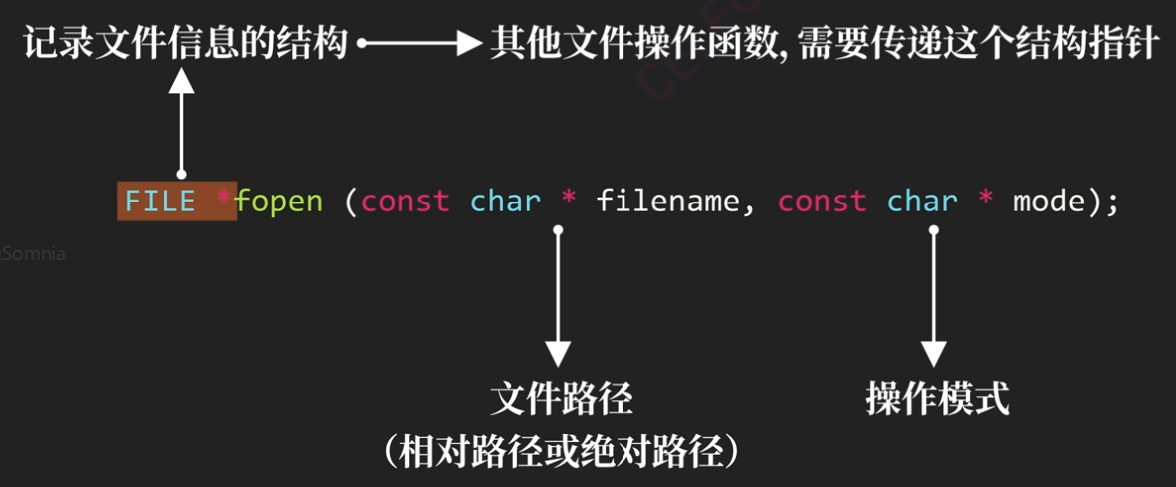 记录文件信息的结构 其他文件操作函数, 需要传递这个结构指针
FILE *fopen (const char * filename, const char * mode);
Somnia
文件路径 操作模式
(相对路径或绝对路径)